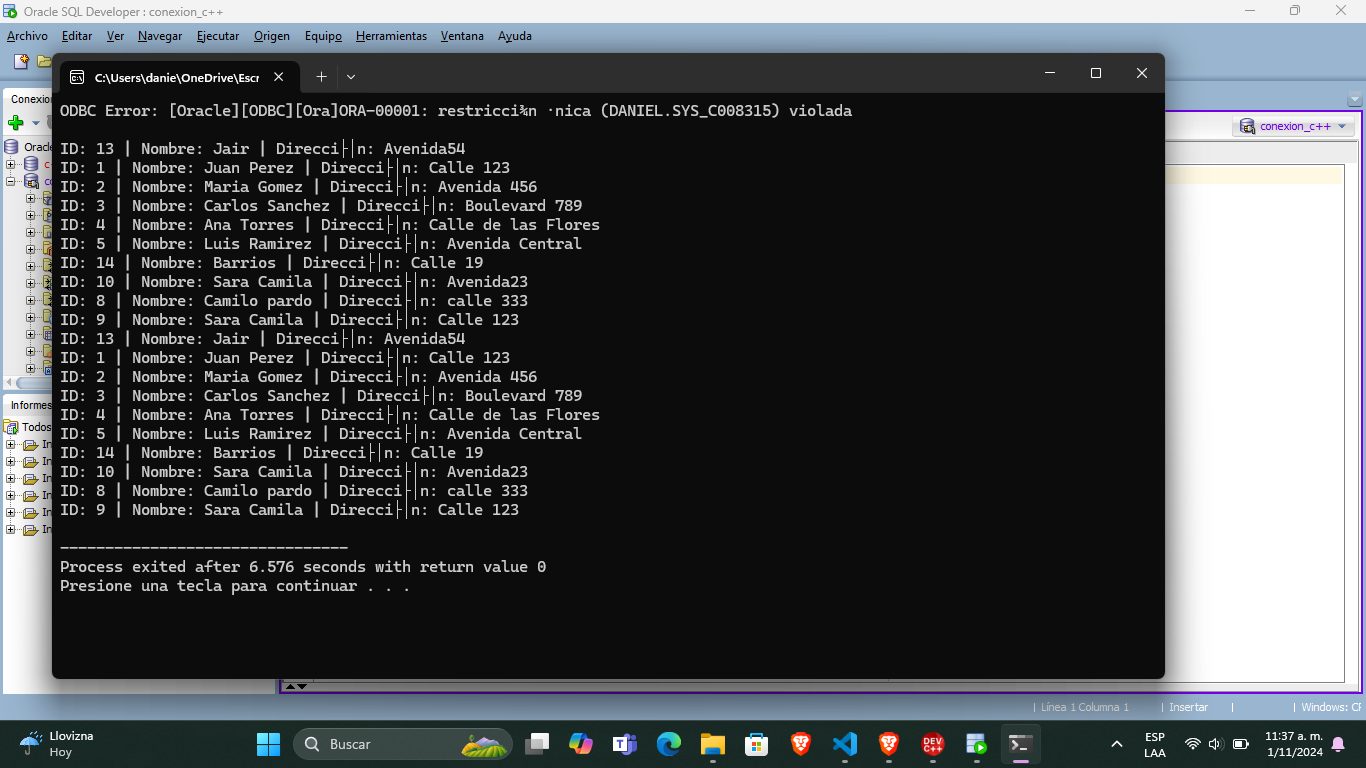 Oracle SQL Developer : conexion_c++
Archivo Editar Ver Navegar Ejecutar Origen Equipo Herramientas Ventana Ayuda
C:\Users\danie\OneDrive\Escr
conexion_c++
ODBC Error: [Oracle][ODBC][Ora]ORA-00001: restricci¾n ·nica (DANIEL.SYS_C008315) violada
ID: 13 | Nombre: Jair | Direcci├│n: Avenida54
ID: 1 | Nombre: Juan Perez | Direcci├│n: Calle 123
ID: 2 | Nombre: Maria Gomez | Direcci├│n: Avenida 456
ID: 3 | Nombre: Carlos Sanchez | Direcci├│n: Boulevard 789
ID: 4 | Nombre: Ana Torres | Direcci├│n: Calle de las Flores
ID: 5 | Nombre: Luis Ramirez | Direcci├│n: Avenida Central
ID: 14 | Nombre: Barrios | Direcci├│n: Calle 19
ID: 10 | Nombre: Sara Camila | Direcci├│n: Avenida23
ID: 8 | Nombre: Camilo pardo | Direcci├│n: calle 333
ID: 9 | Nombre: Sara Camila | Direcci├│n: Calle 123
ID: 13 | Nombre: Jair | Direcci├│n: Avenida54
ID: 1 | Nombre: Juan Perez | Direcci├│n: Calle 123
ID: 2 | Nombre: Maria Gomez | Direcci├│n: Avenida 456
ID: 3 | Nombre: Carlos Sanchez | Direcci├│n: Boulevard 789
ID: 4 | Nombre: Ana Torres | Direcci├│n: Calle de las Flores
ID: 5 | Nombre: Luis Ramirez | Direcci├│n: Avenida Central
ID: 14 | Nombre: Barrios | Direcci├│n: Calle 19
ID: 10 | Nombre: Sara Camila | Direcci├│n: Avenida23
ID: 8 | Nombre: Camilo pardo | Direcci├│n: calle 333
ID: 9 | Nombre: Sara Camila | Direcci├│n: Calle 123
--------------------------------
Process exited after 6.576 seconds with return value 0
Presione una tecla para continuar . . .
Conexion
Oracle
Informes
Todos
In
In
In
In
In
In
Línea 1 Columna 1 | Insertar | Windows: CF
Llovizna
Hoy
Buscar
DEV C++
ESP
LAA
11:37 a. m.
1/11/2024